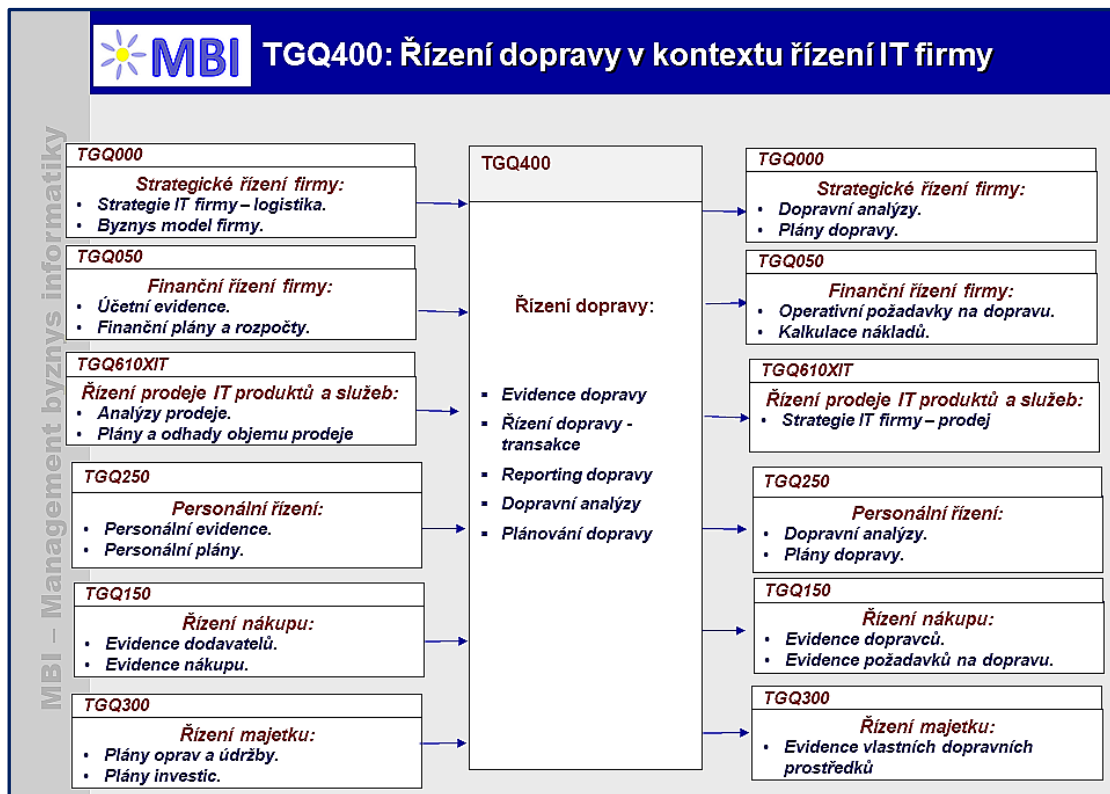 MBI
TGQ400: Řízení dopravy v kontextu řízení IT firmy
MBI – Management byznys informatiky
TGQ000
Strategické řízení firmy:
• Strategie IT firmy – logistika.
• Byznys model firmy.
TGQ050
Finanční řízení firmy:
• Účetní evidence.
• Finanční plány a rozpočty.
TGQ610XIT
Řízení prodeje IT produktů a služeb:
• Analýzy prodeje.
• Plány a odhady objemu prodeje
TGQ250
Personální řízení:
• Personální evidence.
• Personální plány.
TGQ150
Řízení nákupu:
• Evidence dodavatelů.
• Evidence nákupu.
TGQ300
Řízení majetku:
• Plány oprav a údržby.
• Plány investic.
TGQ400
Řízení dopravy:
▪ Evidence dopravy
▪ Řízení dopravy -
transakce
▪ Reporting dopravy
▪ Dopravní analýzy
▪ Plánování dopravy
TGQ000
Strategické řízení firmy:
• Dopravní analýzy.
• Plány dopravy.
TGQ050
Finanční řízení firmy:
• Operativní požadavky na dopravu.
• Kalkulace nákladů.
TGQ610XIT
Řízení prodeje IT produktů a služeb:
• Strategie IT firmy – prodej
TGQ250
Personální řízení:
• Dopravní analýzy.
• Plány dopravy.
TGQ150
Řízení nákupu:
• Evidence dopravců.
• Evidence požadavků na dopravu.
TGQ300
Řízení majetku:
• Evidence vlastních dopravních
prostředků